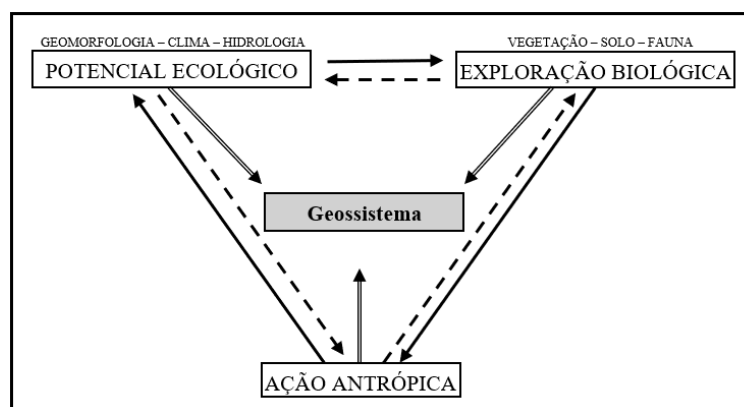 GEOMORFOLOGIA – CLIMA – HIDROLOGIA
VEGETAÇÃO – SOLO – FAUNA
POTENCIAL ECOLÓGICO
EXPLORAÇÃO BIOLÓGICA
Geossistema
AÇÃO ANTRÓPICA